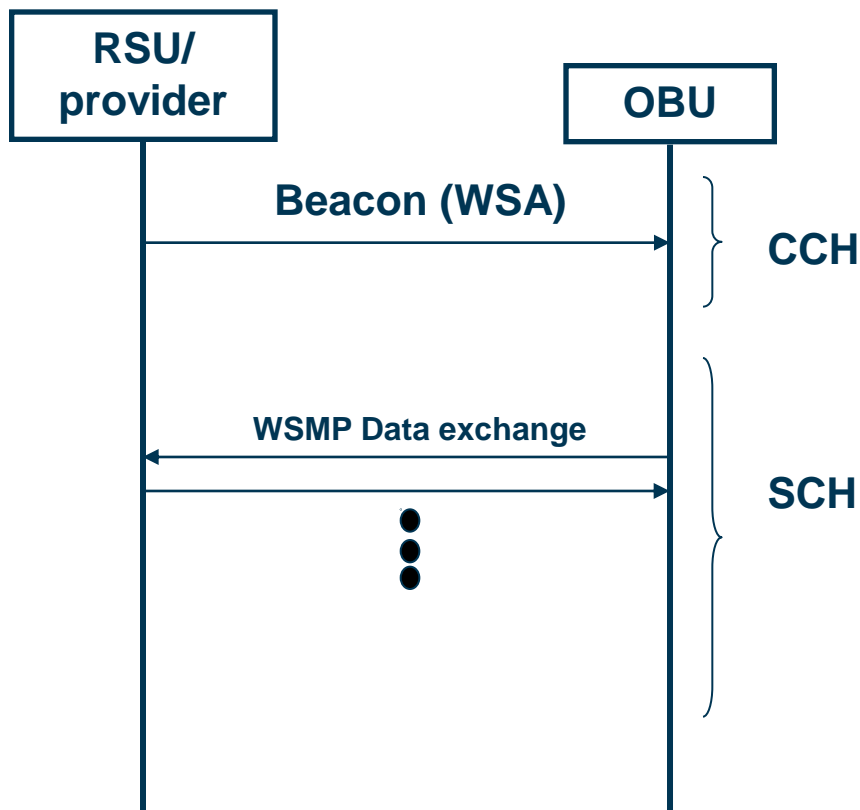 RSU/
provider
OBU
Beacon (WSA)
CCH
WSMP Data exchange
SCH